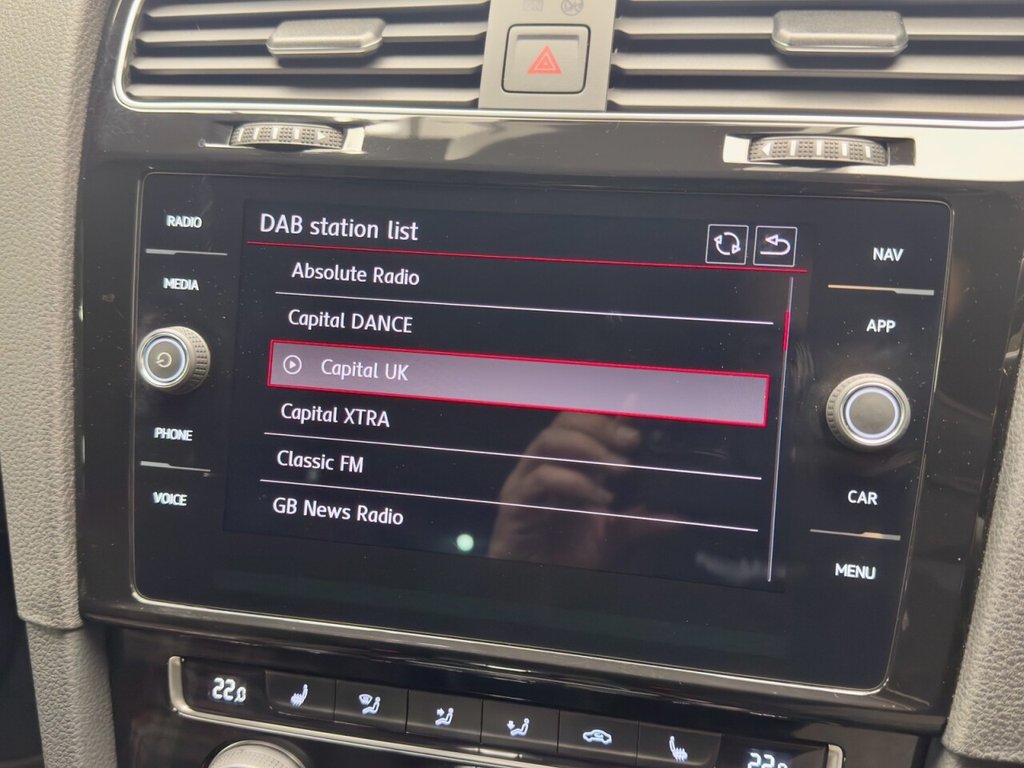 RADIO
MEDIA
PHONE
VOICE
DAB station list
Absolute Radio
Capital DANCE
Capital UK
Capital XTRA
Classic FM
GB News Radio
NAV
APP
CAR
MENU
22.0
22.0